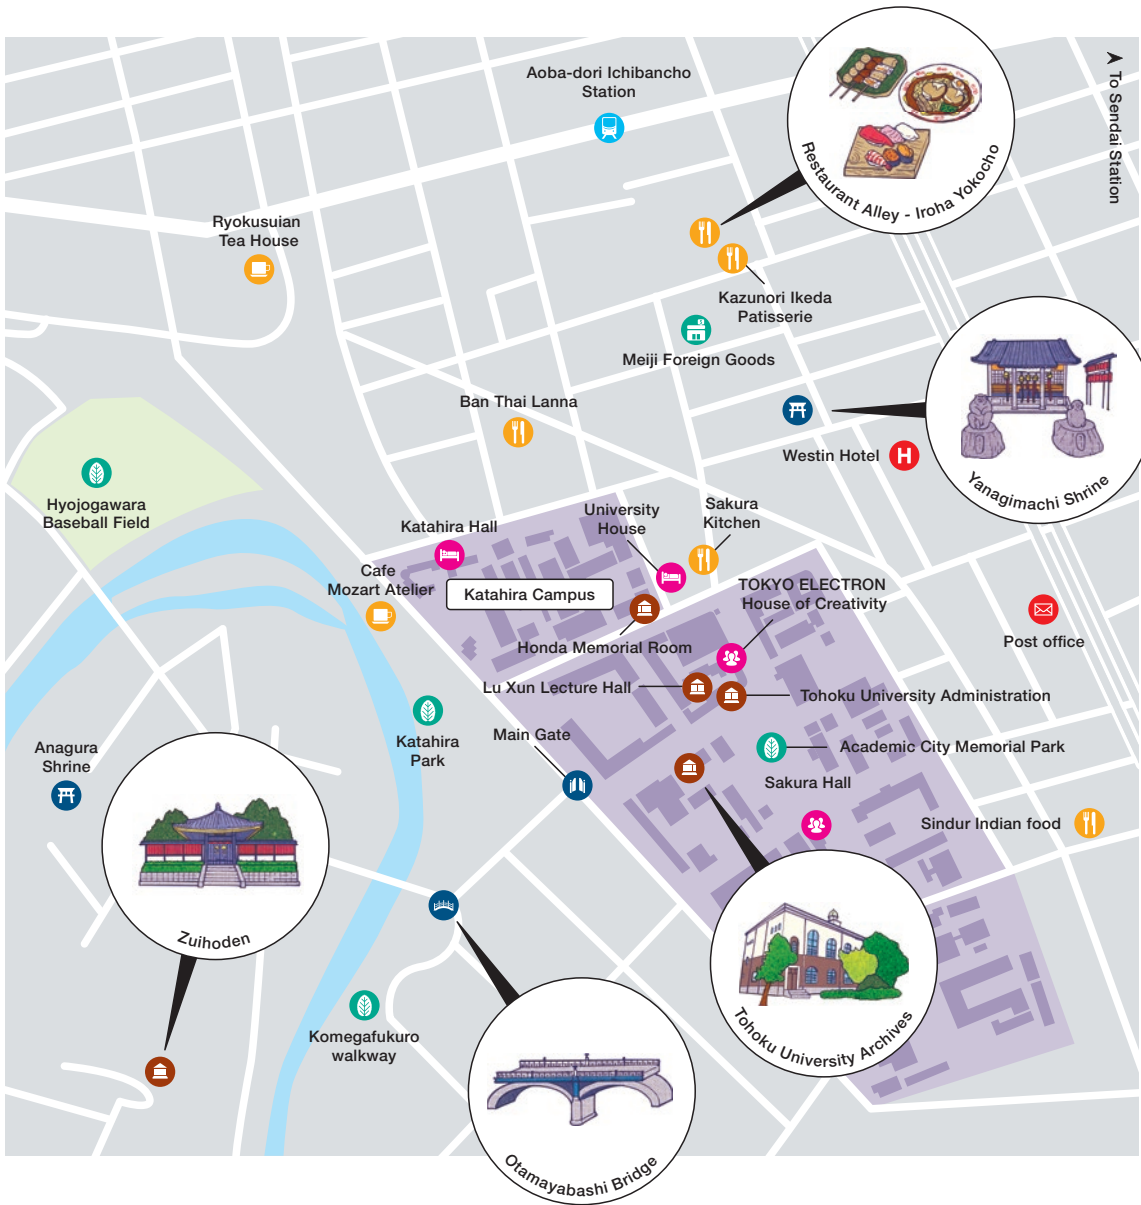 Aoba-dori Ichibancho
Station
Restaurant Alley - Iroha Yokocho
To Sendai Station
Ryokusuian
Tea House
Kazunori Ikeda
Patisserie
Meiji Foreign Goods
Ban Thai Lanna
Westin Hotel
H
Yanagimachi Shrine
Hyojogawara
Baseball Field
Katahira Hall
University
House
Sakura
Kitchen
Cafe
Mozart Atelier
Katahira Campus
TOKYO ELECTRON
House of Creativity
Post office
Honda Memorial Room
Lu Xun Lecture Hall
Tohoku University Administration
Katahira
Park
Main Gate
Academic City Memorial Park
Anagura
Shrine
Sakura Hall
Sindur Indian food
Zuihoden
Tohoku University Archives
Komegafukuro
walkway
Otamayabashi Bridge